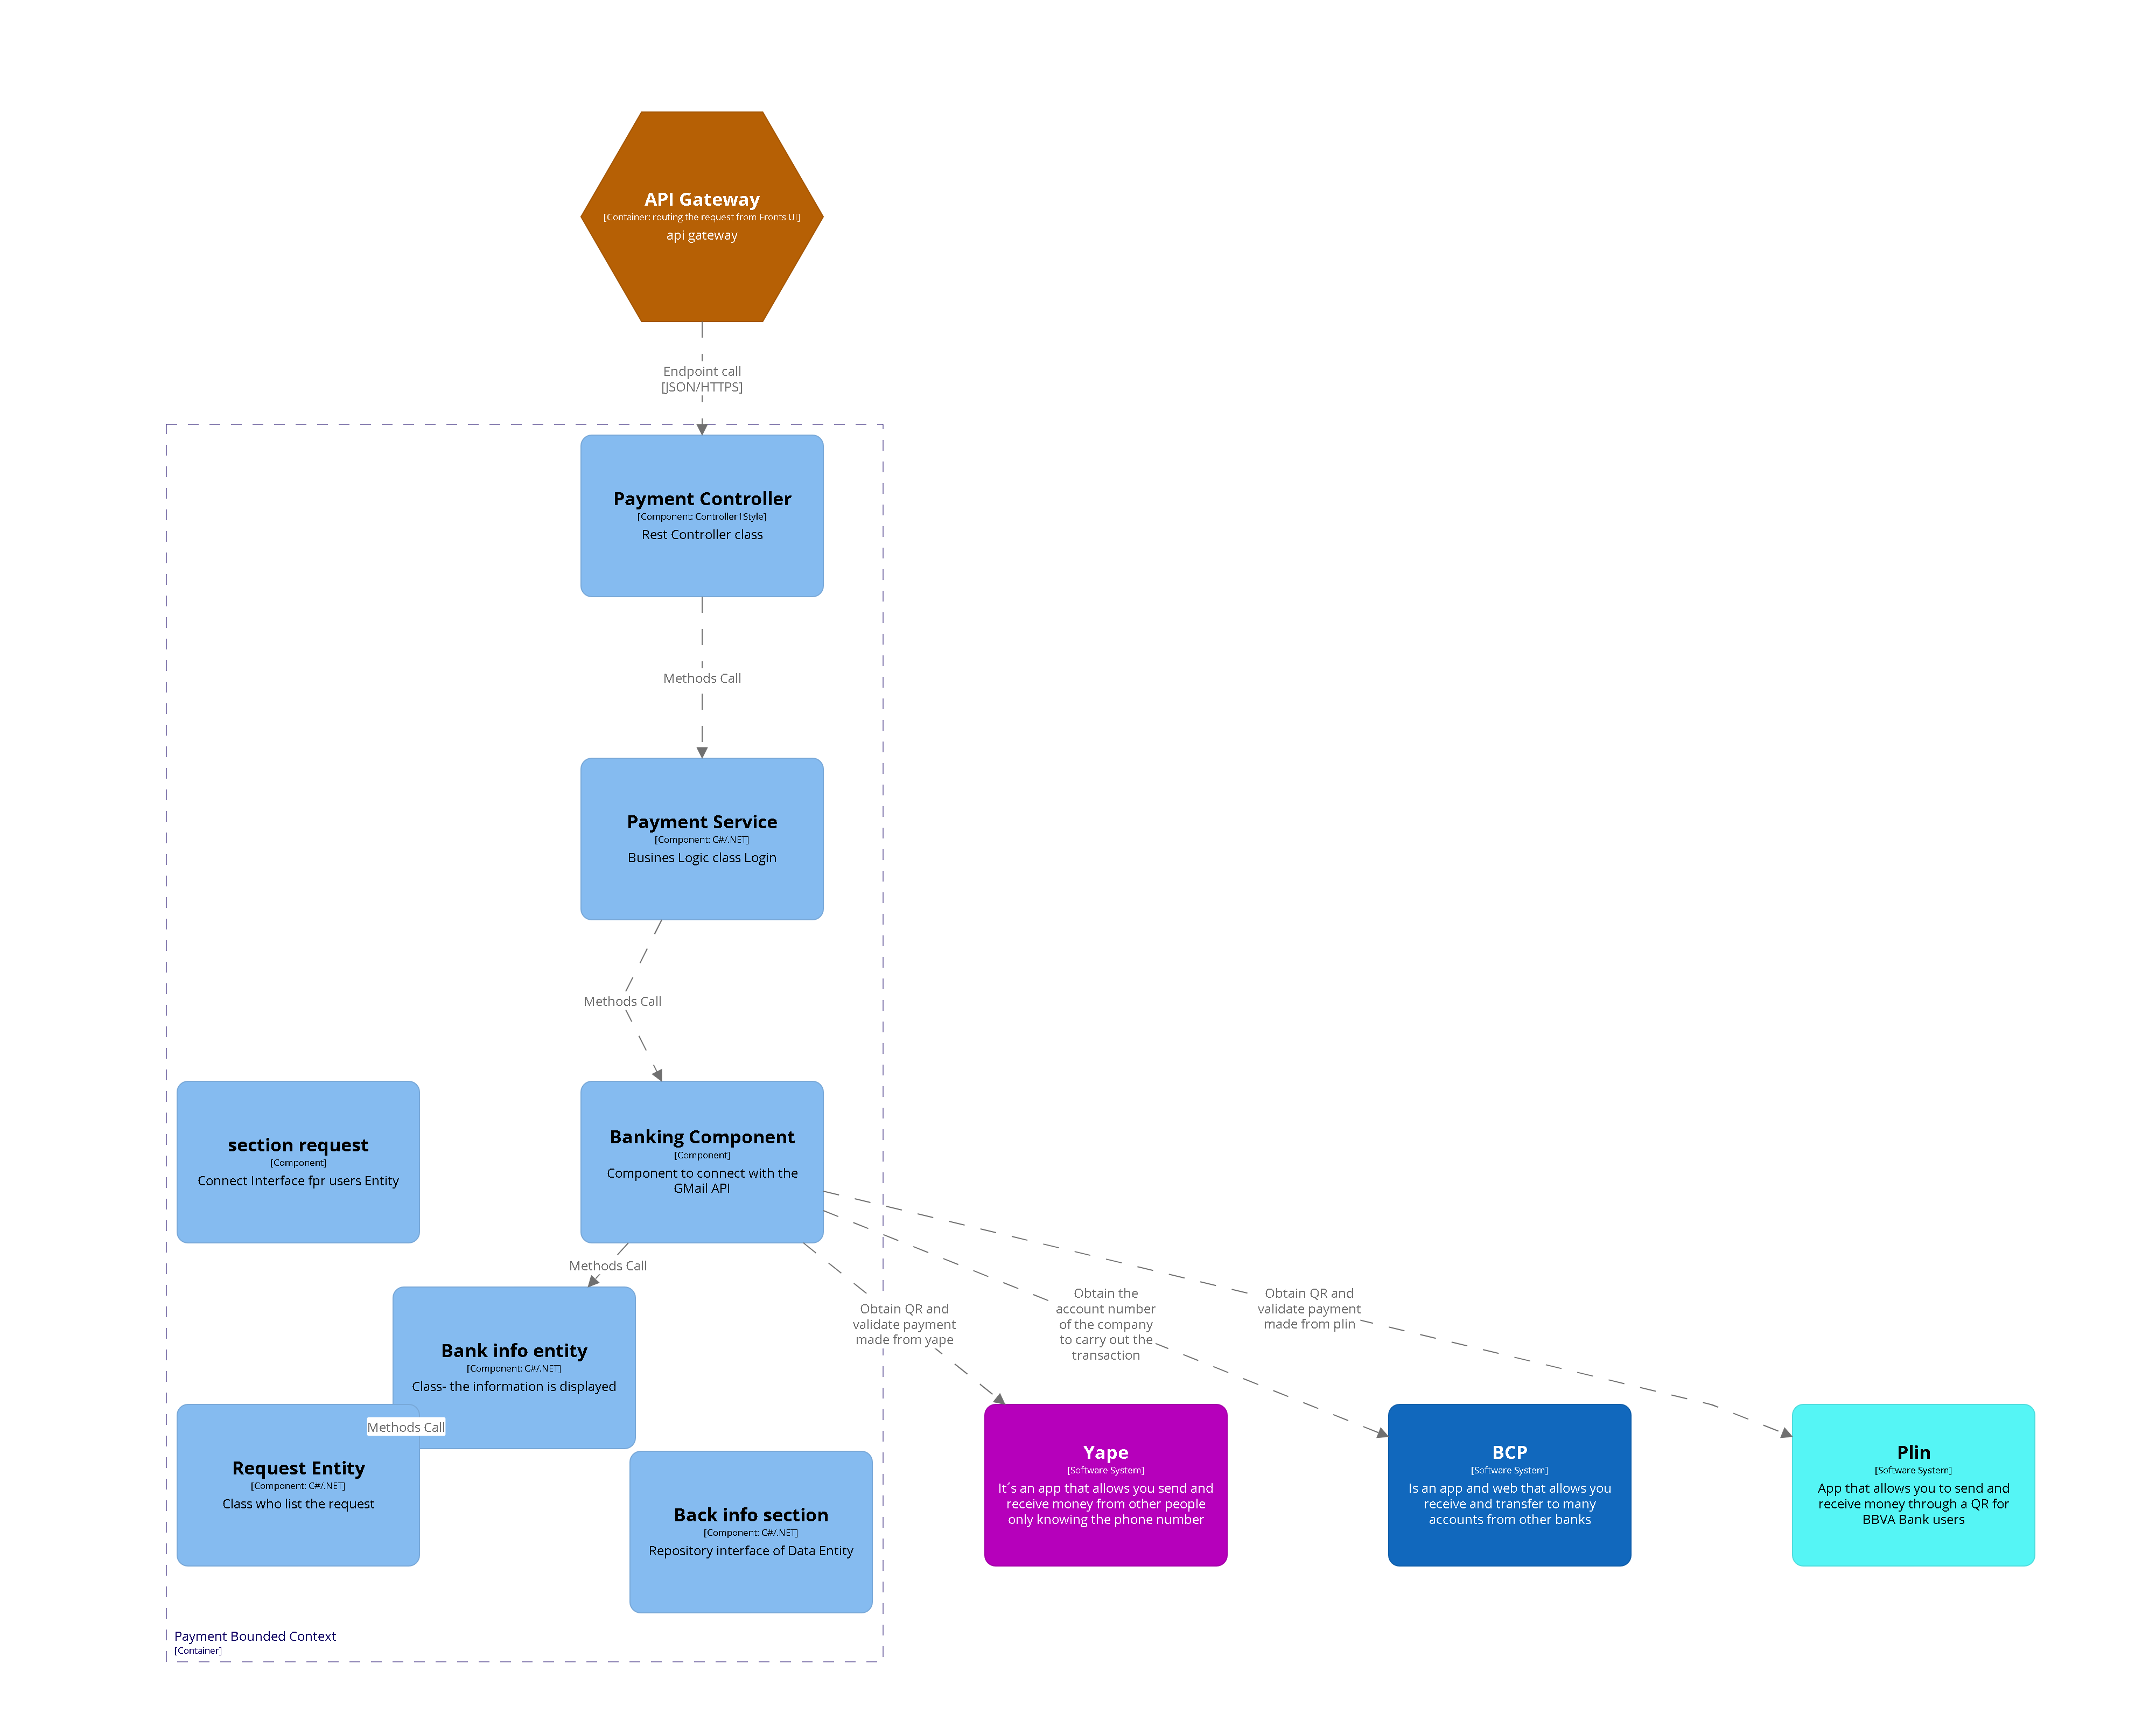 API Gateway
[Container: routing the request from Fronts UI]
api gateway
Endpoint call
[JSON/HTTPS]
Payment Controller
[Component: Controller1Style]
Rest Controller class
Methods Call
Payment Service
[Component: C#/.NET]
Busines Logic class Login
Methods Call
section request
[Component]
Connect Interface fpr users Entity
Banking Component
[Component]
Component to connect with the
GMail API
Methods Call
Obtain QR and
validate payment
made from yape
Obtain the
account number
of the company
to carry out the
transaction
Obtain QR and
validate payment
made from plin
Bank info entity
[Component: C#/.NET]
Class- the information is displayed
Methods Call
Request Entity
[Component: C#/.NET]
Class who list the request
Back info section
[Component: C#/.NET]
Repository interface of Data Entity
Yape
[Software System]
It´s an app that allows you send and
receive money from other people
only knowing the phone number
BCP
[Software System]
Is an app and web that allows you
receive and transfer to many
accounts from other banks
Plin
[Software System]
App that allows you to send and
receive money through a QR for
BBVA Bank users
Payment Bounded Context
[Container]